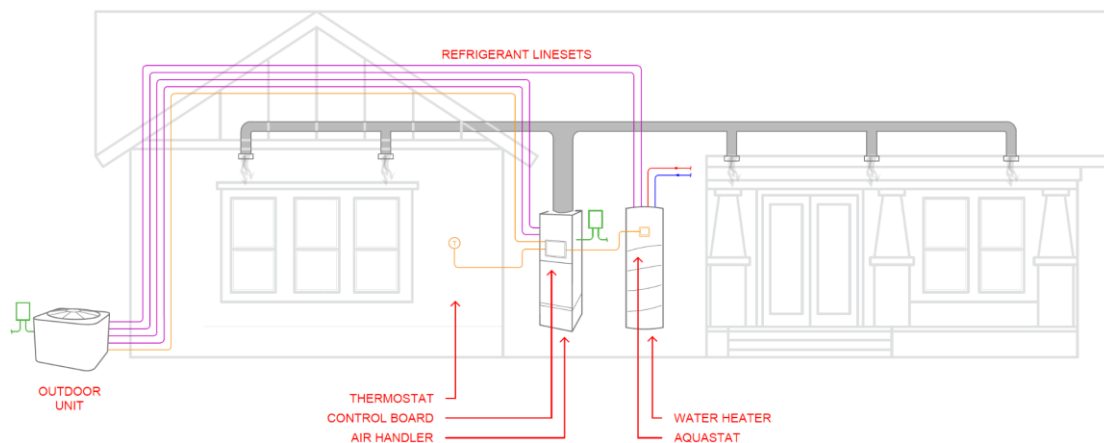 REFRIGERANT LINESETS
T
OUTDOOR
UNIT
THERMOSTAT
CONTROL BOARD
AIR HANDLER
WATER HEATER
AQUASTAT